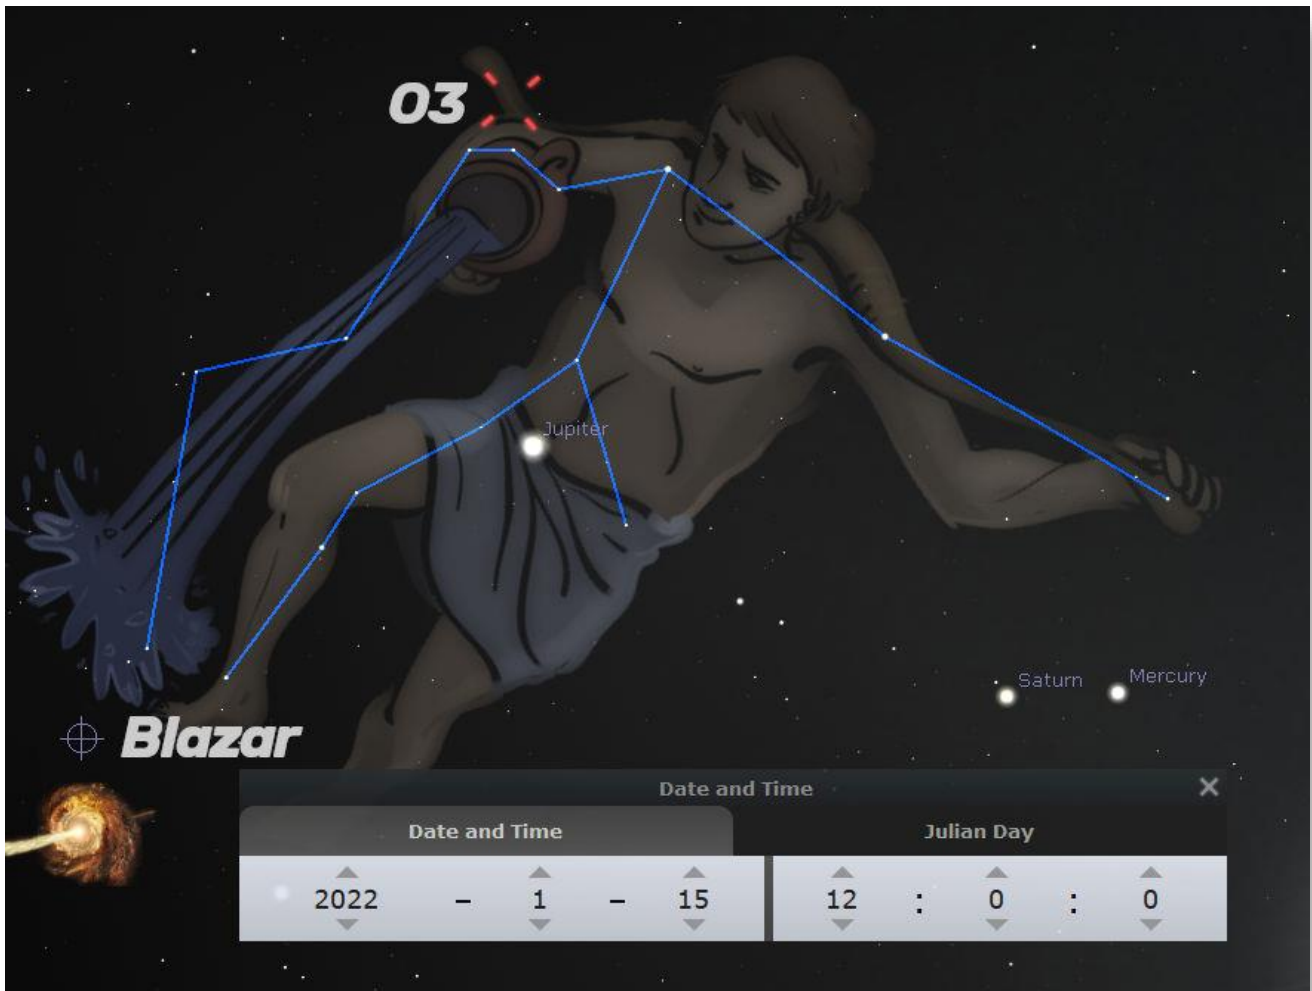 03
Jupiter
Saturn
Mercury
Blazar
Date and Time
Date and Time
Julian Day
2022 - 1 - 15 12 : 0 : 0